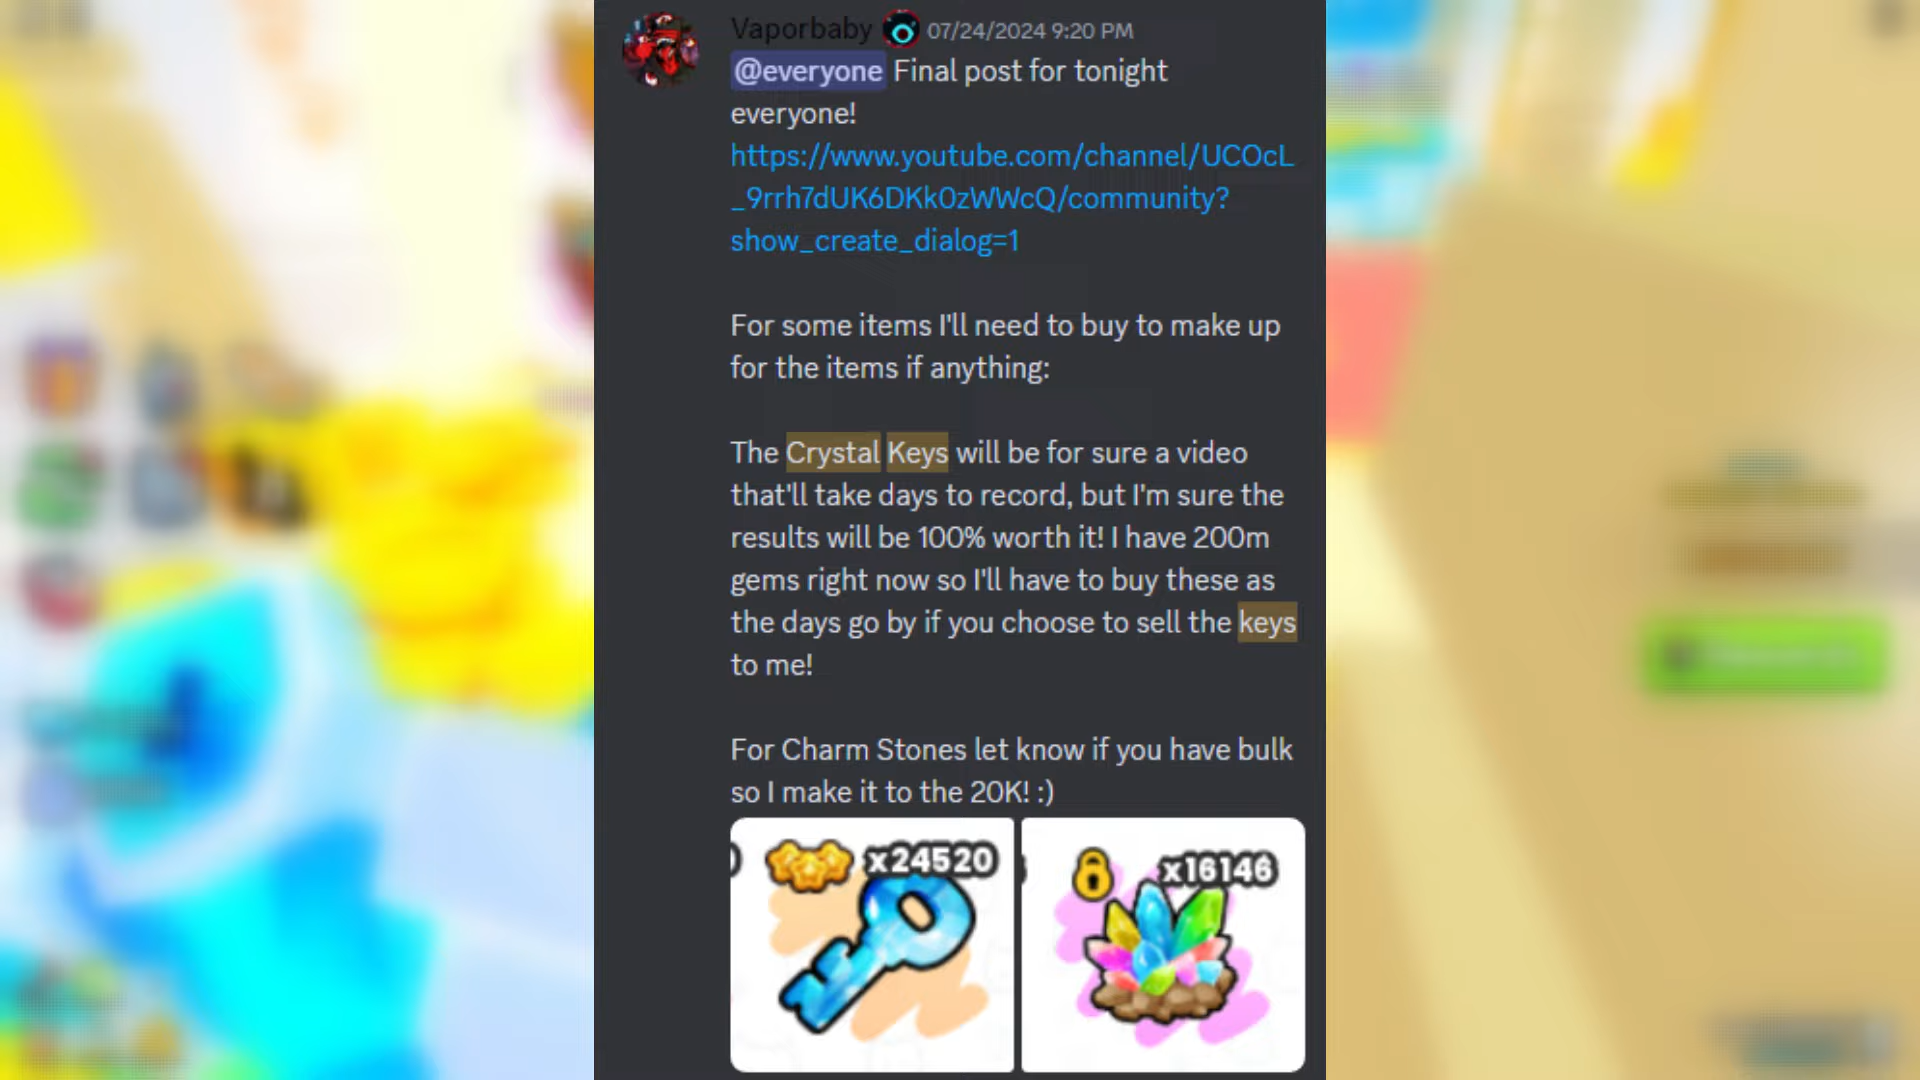 Vaporbaby 07/24/2024 9:20 PM
@everyone Final post for tonight
everyone!
https://www.youtube.com/channel/UCOcL
_9rrh7dUK6DKk0zWWcQ/community?
show_create_dialog=1
For some items I'll need to buy to make up
for the items if anything:
The Crystal Keys will be for sure a video
that'll take days to record, but I'm sure the
results will be 100% worth it! I have 200m
gems right now so I'll have to buy these as
the days go by if you choose to sell the keys
to me!
For Charm Stones let know if you have bulk
so I make it to the 20K! :)
x24520 x16146